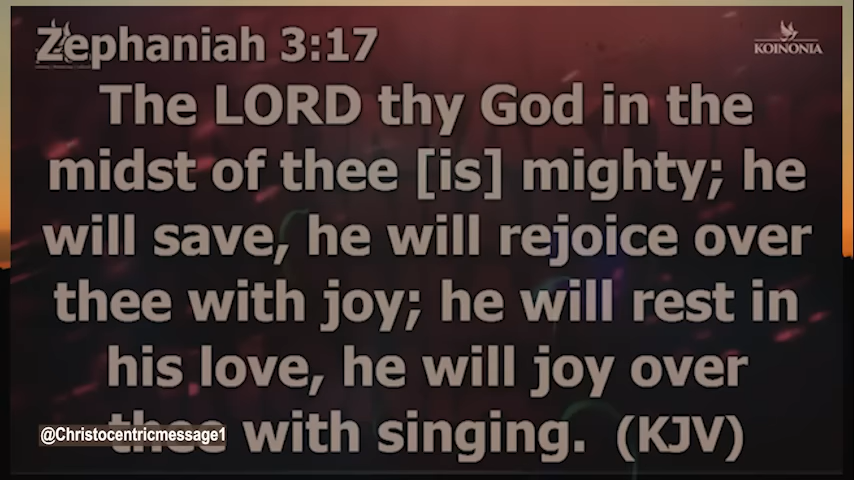 Zephaniah 3:17
KOINONIA
The LORD thy God in the
midst of thee [is] mighty; he
will save, he will rejoice over
thee with joy; he will rest in
his love, he will joy over
thee with singing. (KJV)
@Christocentricmessage1